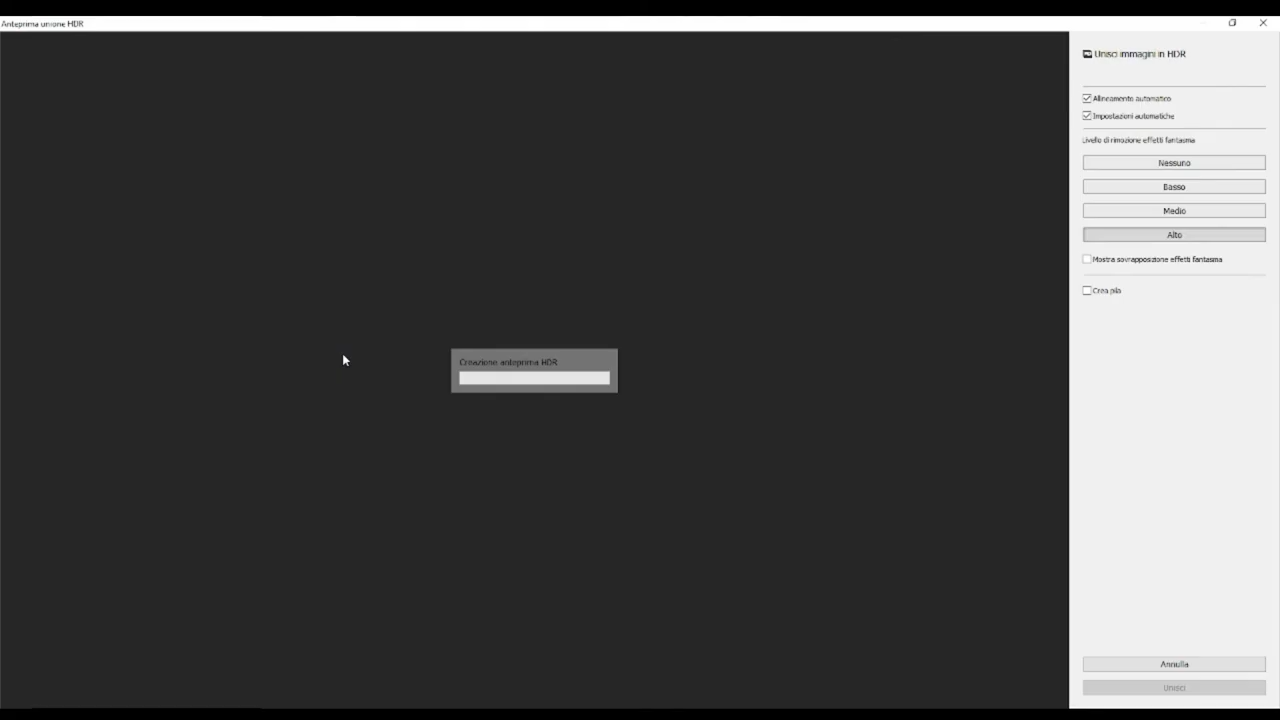 Anteprima unione HDR
Unisci immagini in HDR
Allineamento automatico
Impostazioni automatiche
Livello di rimozione effetti fantasma
Nessuno
Basso
Medio
Alto
Mostra sovrapposizione effetti fantasma
Crea pila
Creazione anteprima HDR
Annulla
Unisci